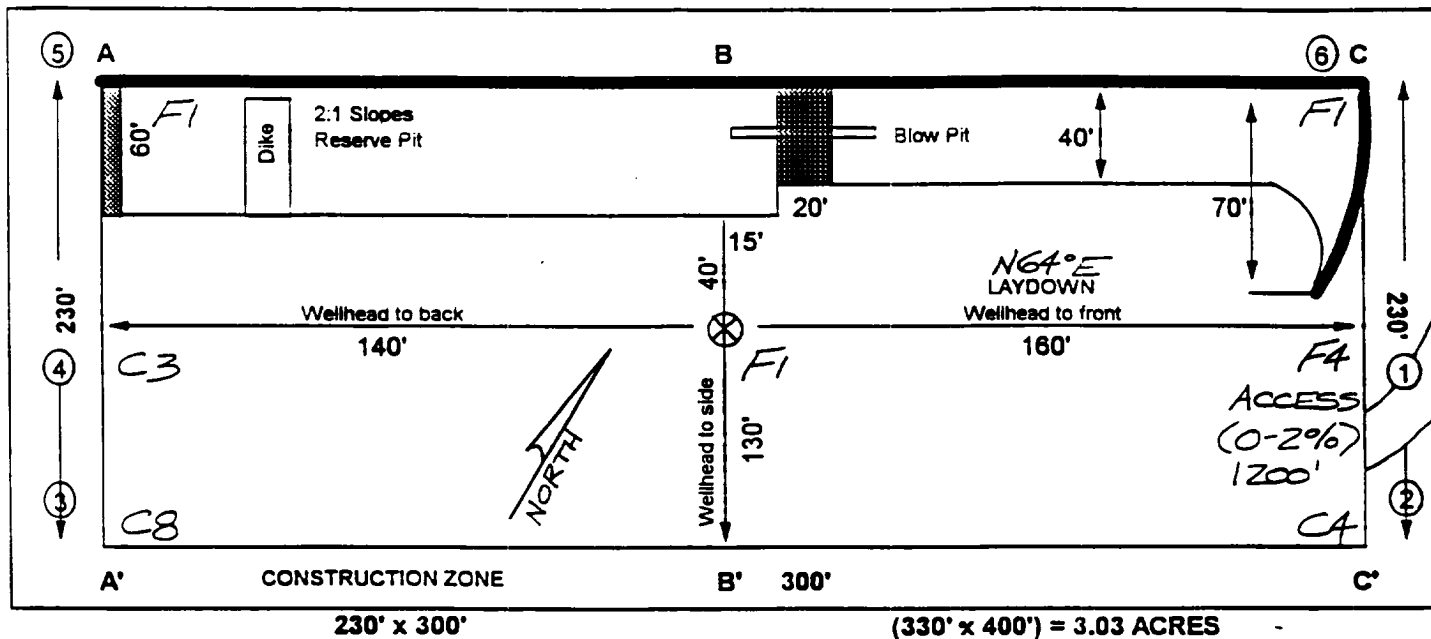 5 A B 6 C
F1 2:1 Slopes F1
60' Dike Reserve Pit Blow Pit 40'
20' 70'
15'
40' N64°E
LAYDOWN
230' Wellhead to back Wellhead to front 230'
140' 160'
4 C3 F1 F4 1
ACCESS
Wellhead to side 130' (0-2%)
NORTH 1200'
3 C8 C4 2
A' CONSTRUCTION ZONE B' 300' C'
230' x 300' (330' x 400') = 3.03 ACRES